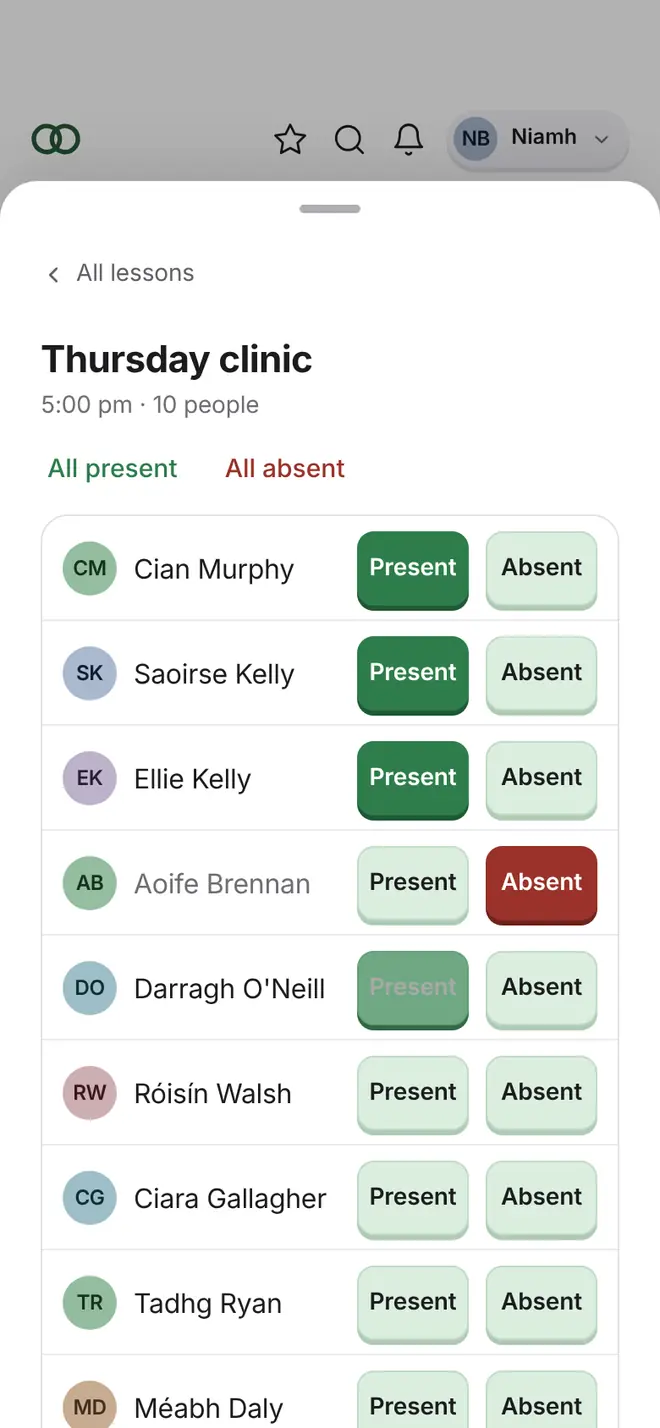 NB Niamh
All lessons
Thursday clinic
5:00 pm · 10 people
All present All absent
CM Cian Murphy Present Absent
SK Saoirse Kelly Present Absent
EK Ellie Kelly Present Absent
AB Aoife Brennan Present Absent
DO Darragh O'Neill Present Absent
RW Róisín Walsh Present Absent
CG Ciara Gallagher Present Absent
TR Tadhg Ryan Present Absent
MD Méabh Daly Present Absent